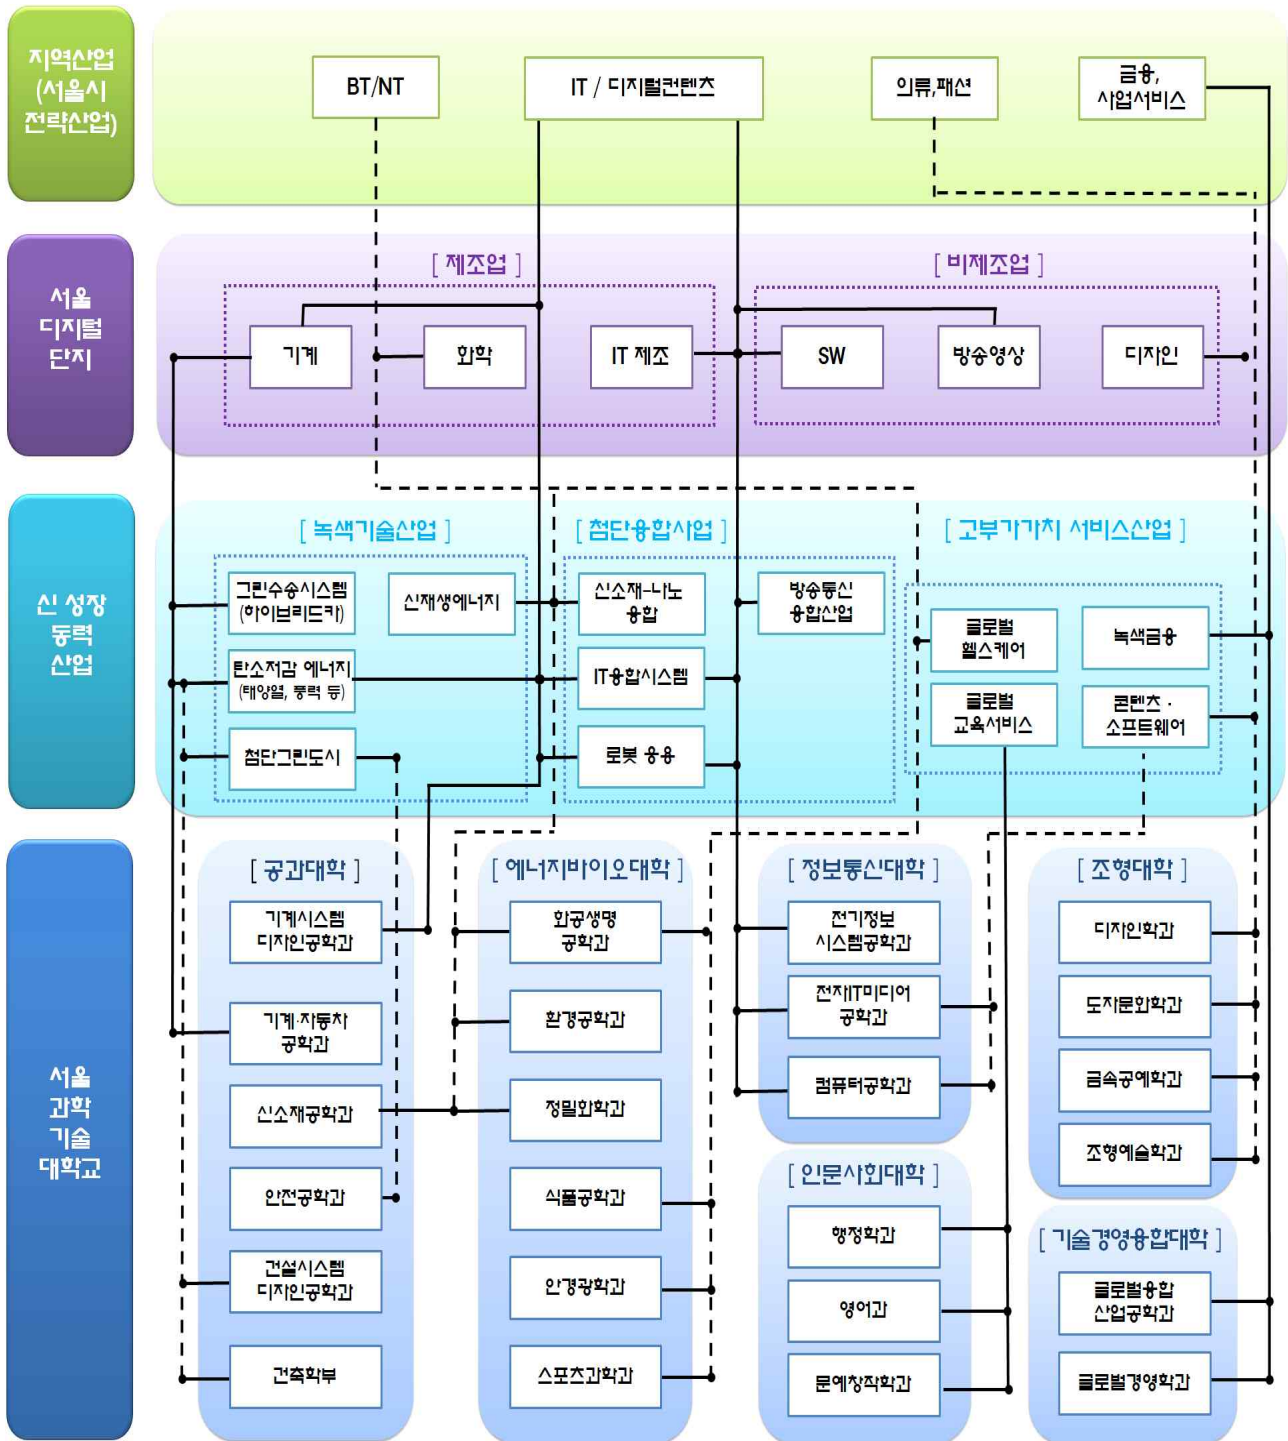 지역산업
(서울시
전략산업)
BT/NT
IT / 디지털컨텐츠
의류,패션
금융,
사업서비스
서울
디지털
단지
[ 제조업 ]
[ 비제조업 ]
기계
화학
IT 제조
SW
방송영상
디자인
신 성장
동력
산업
[ 녹색기술산업 ]
[ 첨단융합사업 ]
[ 고부가가치 서비스산업 ]
그린수송시스템
(하이브리드카)
신재생에너지
신소재-나노
융합
방송통신
융합산업
글로벌
헬스케어
녹색금융
탄소저감 에너지
(태양열, 풍력 등)
IT융합시스템
글로벌
교육서비스
콘텐츠 ·
소프트웨어
첨단그린도시
로봇 응용
서울
과학
기술
대학교
[ 공과대학 ]
기계시스템
디자인공학과
기계·자동차
공학과
신소재공학과
안전공학과
건설시스템
디자인공학과
건축학부
[ 에너지바이오대학 ]
화공생명
공학과
환경공학과
정밀화학과
식품공학과
안경광학과
스포츠과학과
[ 정보통신대학 ]
전기정보
시스템공학과
전자IT미디어
공학과
컴퓨터공학과
[ 인문사회대학 ]
행정학과
영어과
문예창작학과
[ 조형대학 ]
디자인학과
도자문화학과
금속공예학과
조형예술학과
[ 기술경영융합대학 ]
글로벌융합
산업공학과
글로벌경영학과